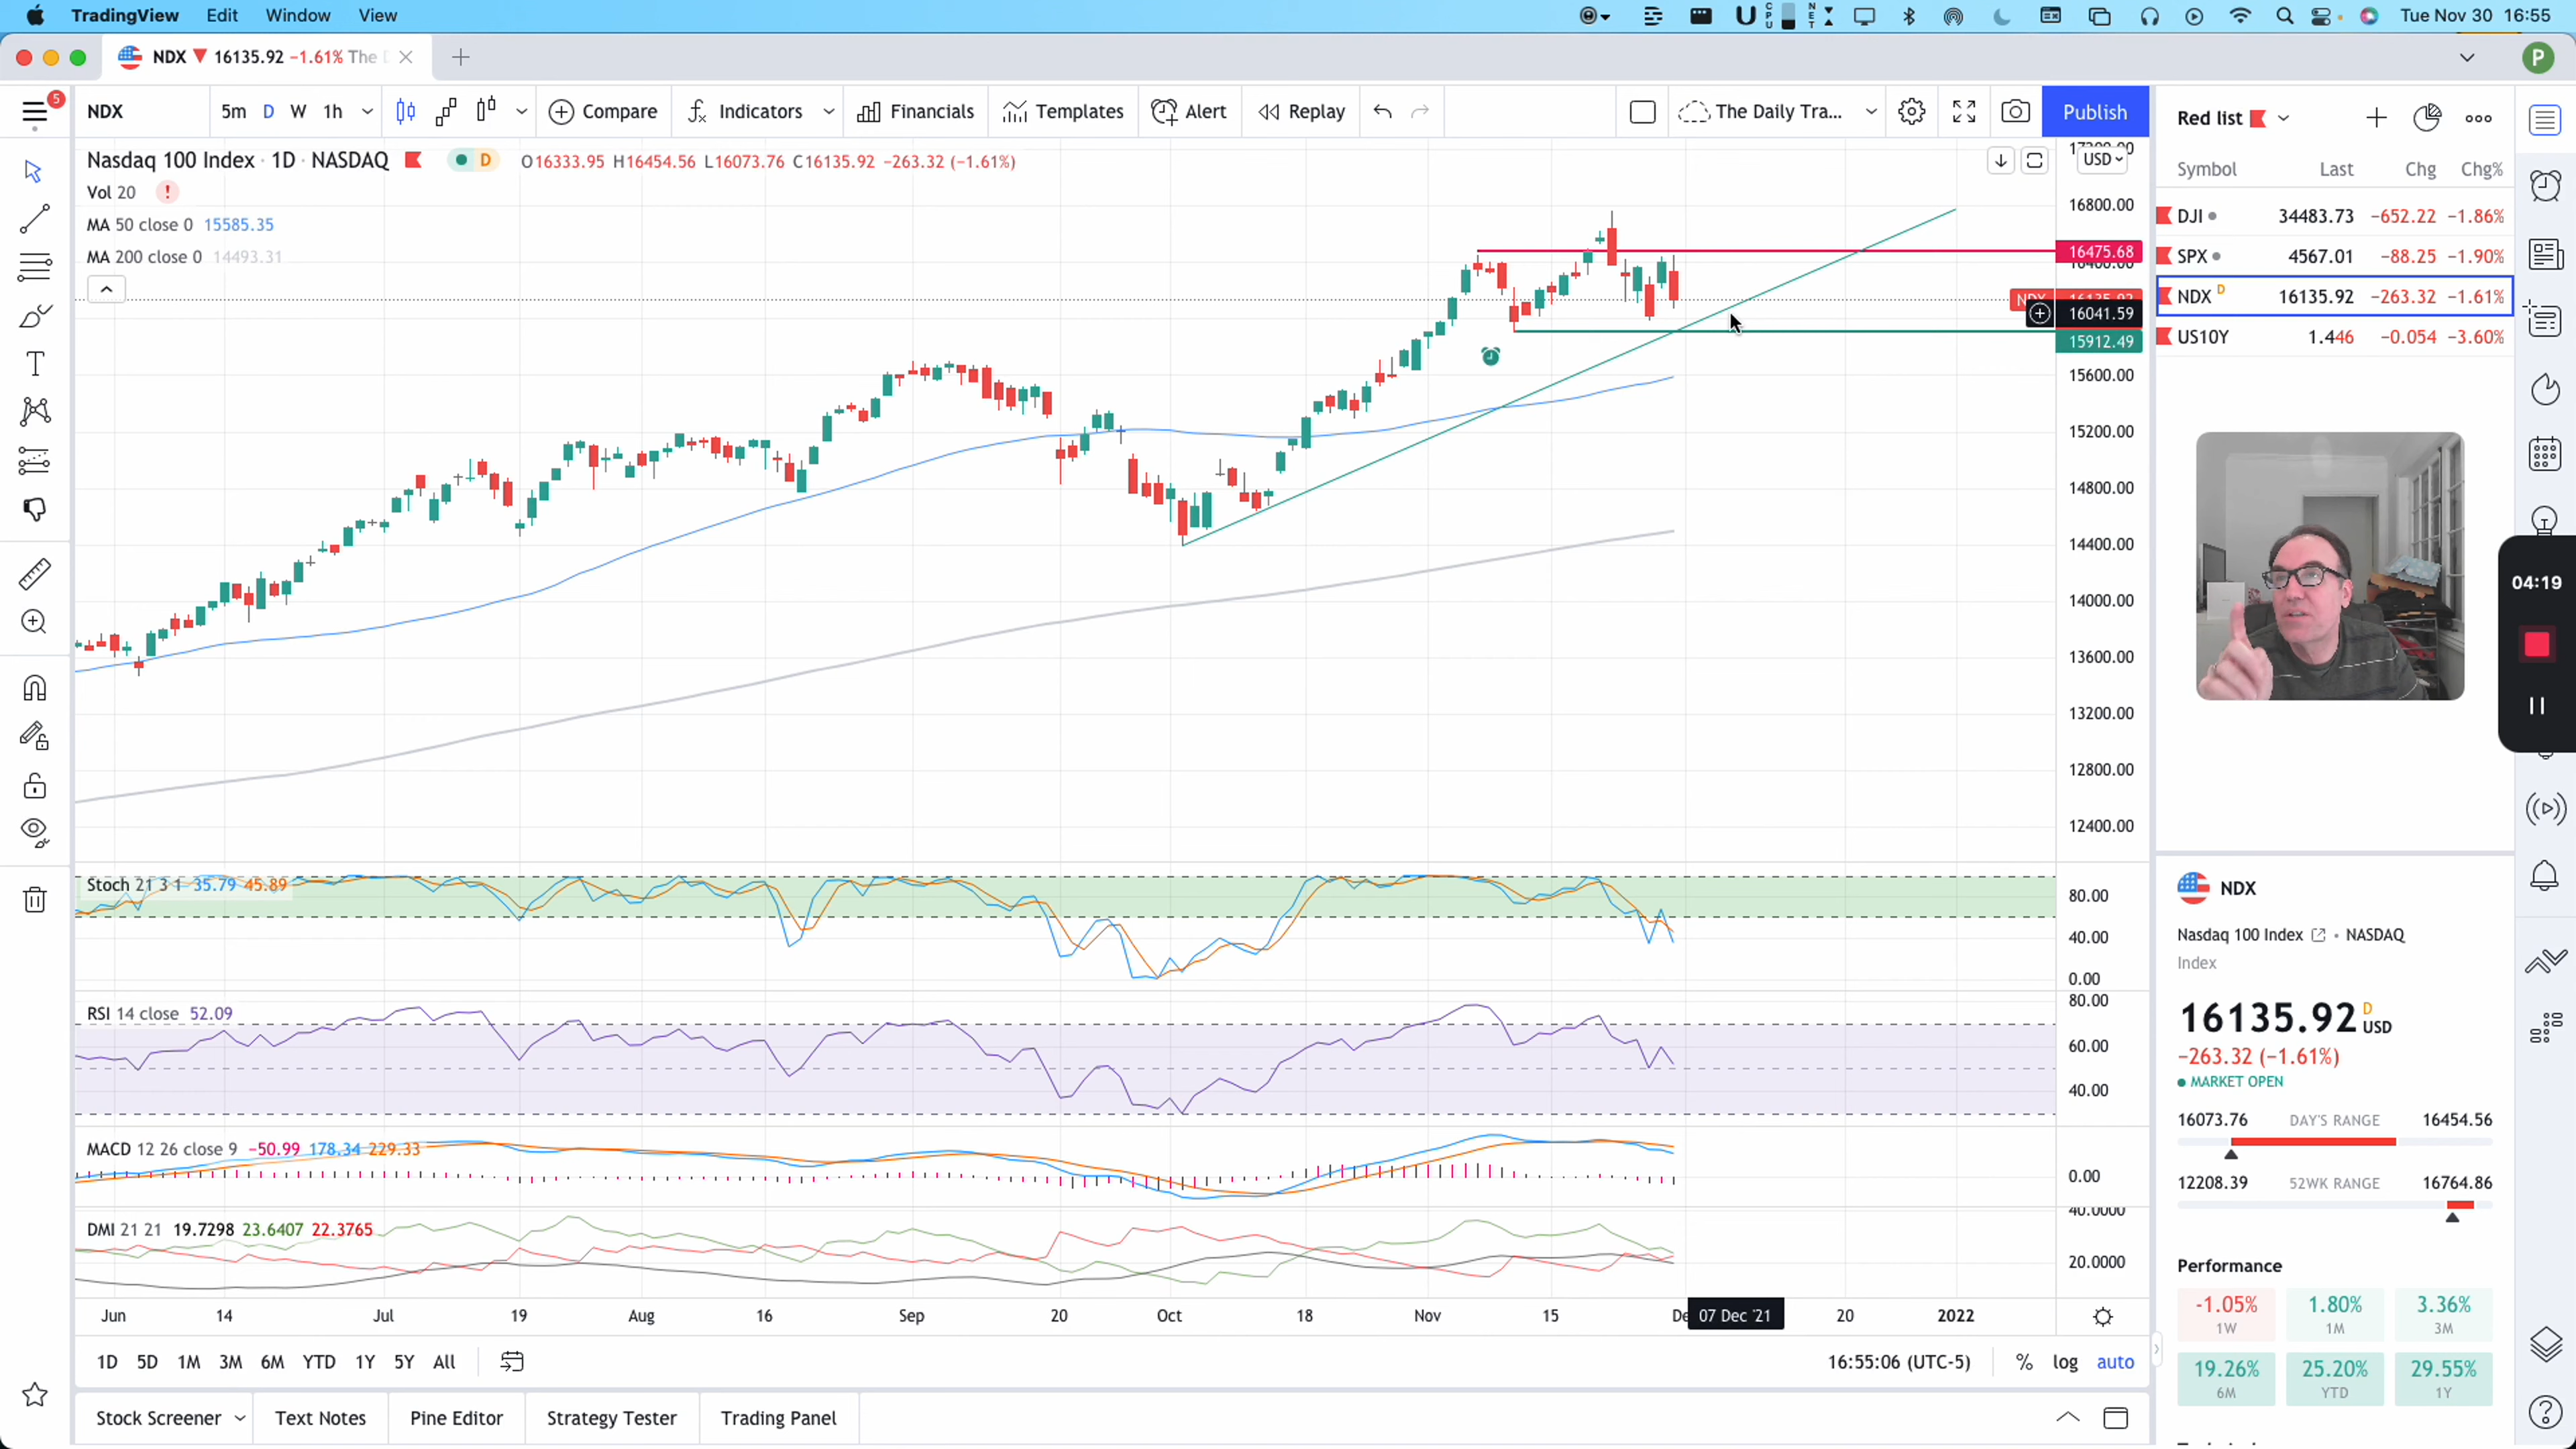 TradingView Edit Window View
CPU NET Tue Nov 30 16:55
NDX 16135.92 −1.61% The P
5
NDX 5m D W 1h Compare Indicators Financials Templates Alert Replay The Daily Tra... Publish
Nasdaq 100 Index · 1D · NASDAQ D O16333.95 H16454.56 L16073.76 C16135.92 −263.32 (−1.61%)
Vol 20 !
MA 50 close 0 15585.35
MA 200 close 0 14493.31
USD
16800.00
16475.68
16400.00
NDX 16135.92
16041.59
15912.49
15600.00
15200.00
14800.00
14400.00
14000.00
13600.00
13200.00
12800.00
12400.00
Stoch 21 3 1 35.79 45.89
80.00
40.00
0.00
RSI 14 close 52.09
80.00
60.00
40.00
MACD 12 26 close 9 −50.99 178.34 229.33
0.00
DMI 21 21 19.7298 23.6407 22.3765
40.0000
20.0000
Jun 14 Jul 19 Aug 16 Sep 20 Oct 18 Nov 15 De 07 Dec '21 20 2022
1D 5D 1M 3M 6M YTD 1Y 5Y All 16:55:06 (UTC-5) % log auto
Stock Screener Text Notes Pine Editor Strategy Tester Trading Panel
Red list
Symbol Last Chg Chg%
DJI 34483.73 −652.22 −1.86%
SPX 4567.01 −88.25 −1.90%
NDX D 16135.92 −263.32 −1.61%
US10Y 1.446 −0.054 −3.60%
04:19
NDX
Nasdaq 100 Index • NASDAQ
Index
16135.92 D USD
−263.32 (−1.61%)
MARKET OPEN
16073.76 DAY'S RANGE 16454.56
12208.39 52WK RANGE 16764.86
Performance
-1.05% 1.80% 3.36%
1W 1M 3M
19.26% 25.20% 29.55%
6M YTD 1Y